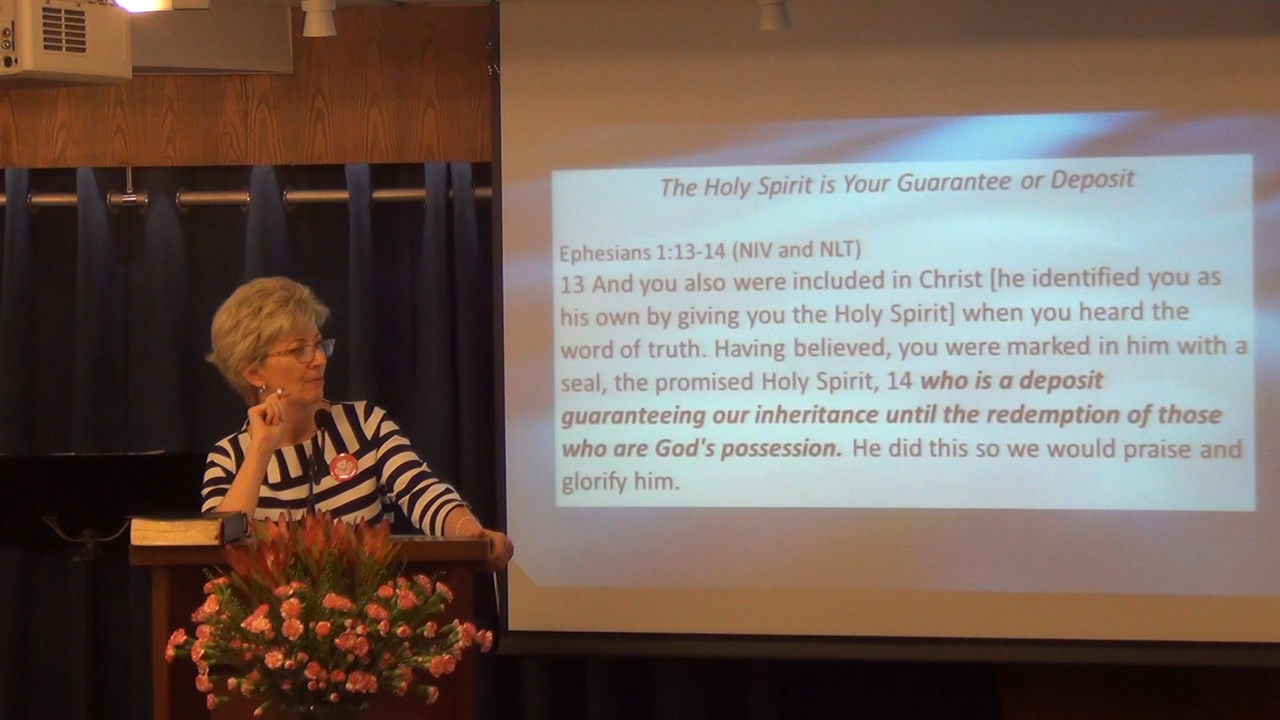 The Holy Spirit is Your Guarantee or Deposit
Ephesians 1:13-14 (NIV and NLT)
13 And you also were included in Christ [he identified you as
his own by giving you the Holy Spirit] when you heard the
word of truth. Having believed, you were marked in him with a
seal, the promised Holy Spirit, 14 who is a deposit
guaranteeing our inheritance until the redemption of those
who are God's possession. He did this so we would praise and
glorify him.